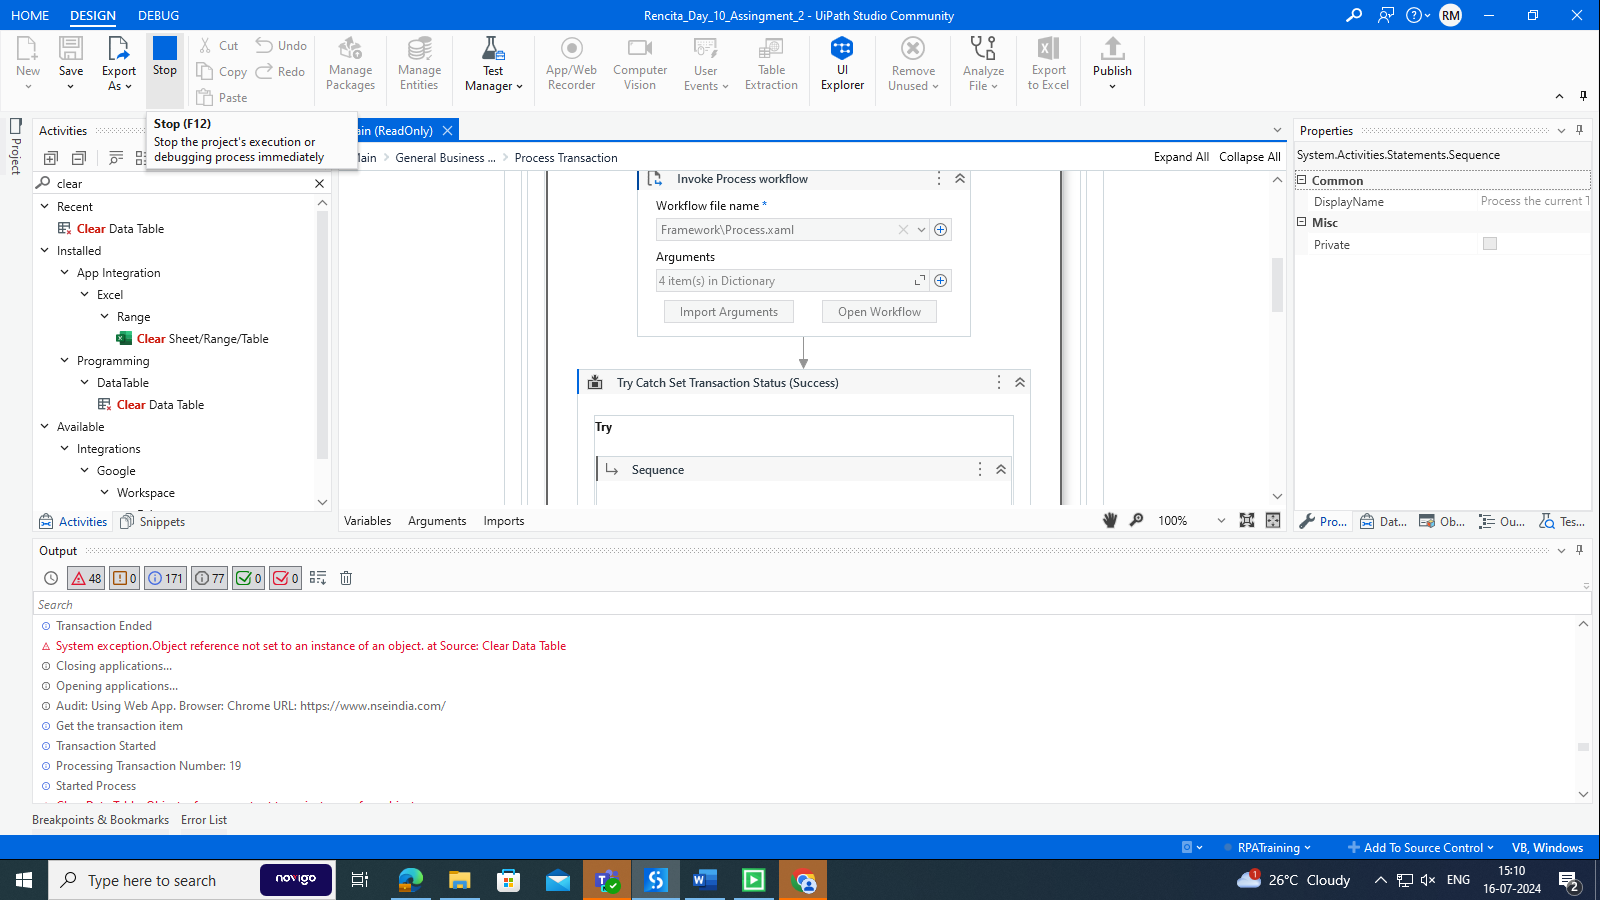 HOME DESIGN DEBUG
Rencita_Day_10_Assingment_2 - UiPath Studio Community
RM
New
Save
Export As
Stop
Cut
Copy
Paste
Undo
Redo
Manage Packages
Manage Entities
Test Manager
App/Web Recorder
Computer Vision
User Events
Table Extraction
UI Explorer
Remove Unused
Analyze File
Export to Excel
Publish
Stop (F12)
Stop the project's execution or
debugging process immediately
Project
Activities
clear
Recent
Clear Data Table
Installed
App Integration
Excel
Range
Clear Sheet/Range/Table
Programming
DataTable
Clear Data Table
Available
Integrations
Google
Workspace
Activities Snippets
(ReadOnly)
General Business ... Process Transaction
Expand All Collapse All
Invoke Process workflow
Workflow file name *
Framework\Process.xaml
Arguments
4 item(s) in Dictionary
Import Arguments Open Workflow
Try Catch Set Transaction Status (Success)
Try
Sequence
Variables Arguments Imports
100%
Properties
System.Activities.Statements.Sequence
Common
DisplayName Process the current
Misc
Private
Pro... Dat... Ob... Ou... Tes...
Output
48 0 171 77 0 0
Search
Transaction Ended
System exception.Object reference not set to an instance of an object. at Source: Clear Data Table
Closing applications...
Opening applications...
Audit: Using Web App. Browser: Chrome URL: https://www.nseindia.com/
Get the transaction item
Transaction Started
Processing Transaction Number: 19
Started Process
Breakpoints & Bookmarks Error List
RPATraining Add To Source Control VB, Windows
Type here to search
novigo
1
26°C Cloudy
ENG
15:10
16-07-2024
2